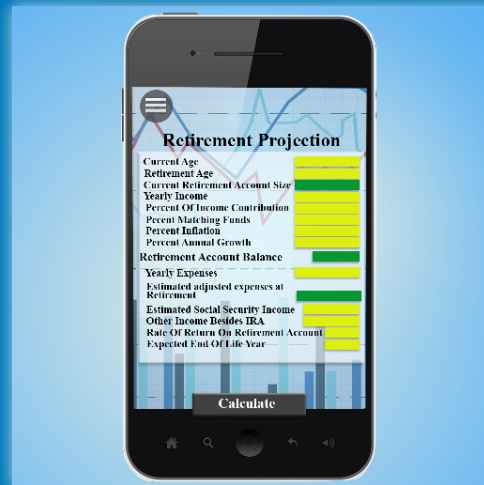 Retirement Projection
Current Age
Retirement Age
Current Retirement Account Size
Yearly Income
Percent Of Income Contribution
Pecent Matching Funds
Percent Inflation
Percent Annual Growth
Retirement Account Balance
Yearly Expenses
Estimated adjusted expenses at
Retirement
Estimated Social Security Income
Other Income Besides IRA
Rate Of Return On Retirement Account
Expected End Of Life Year
Calculate